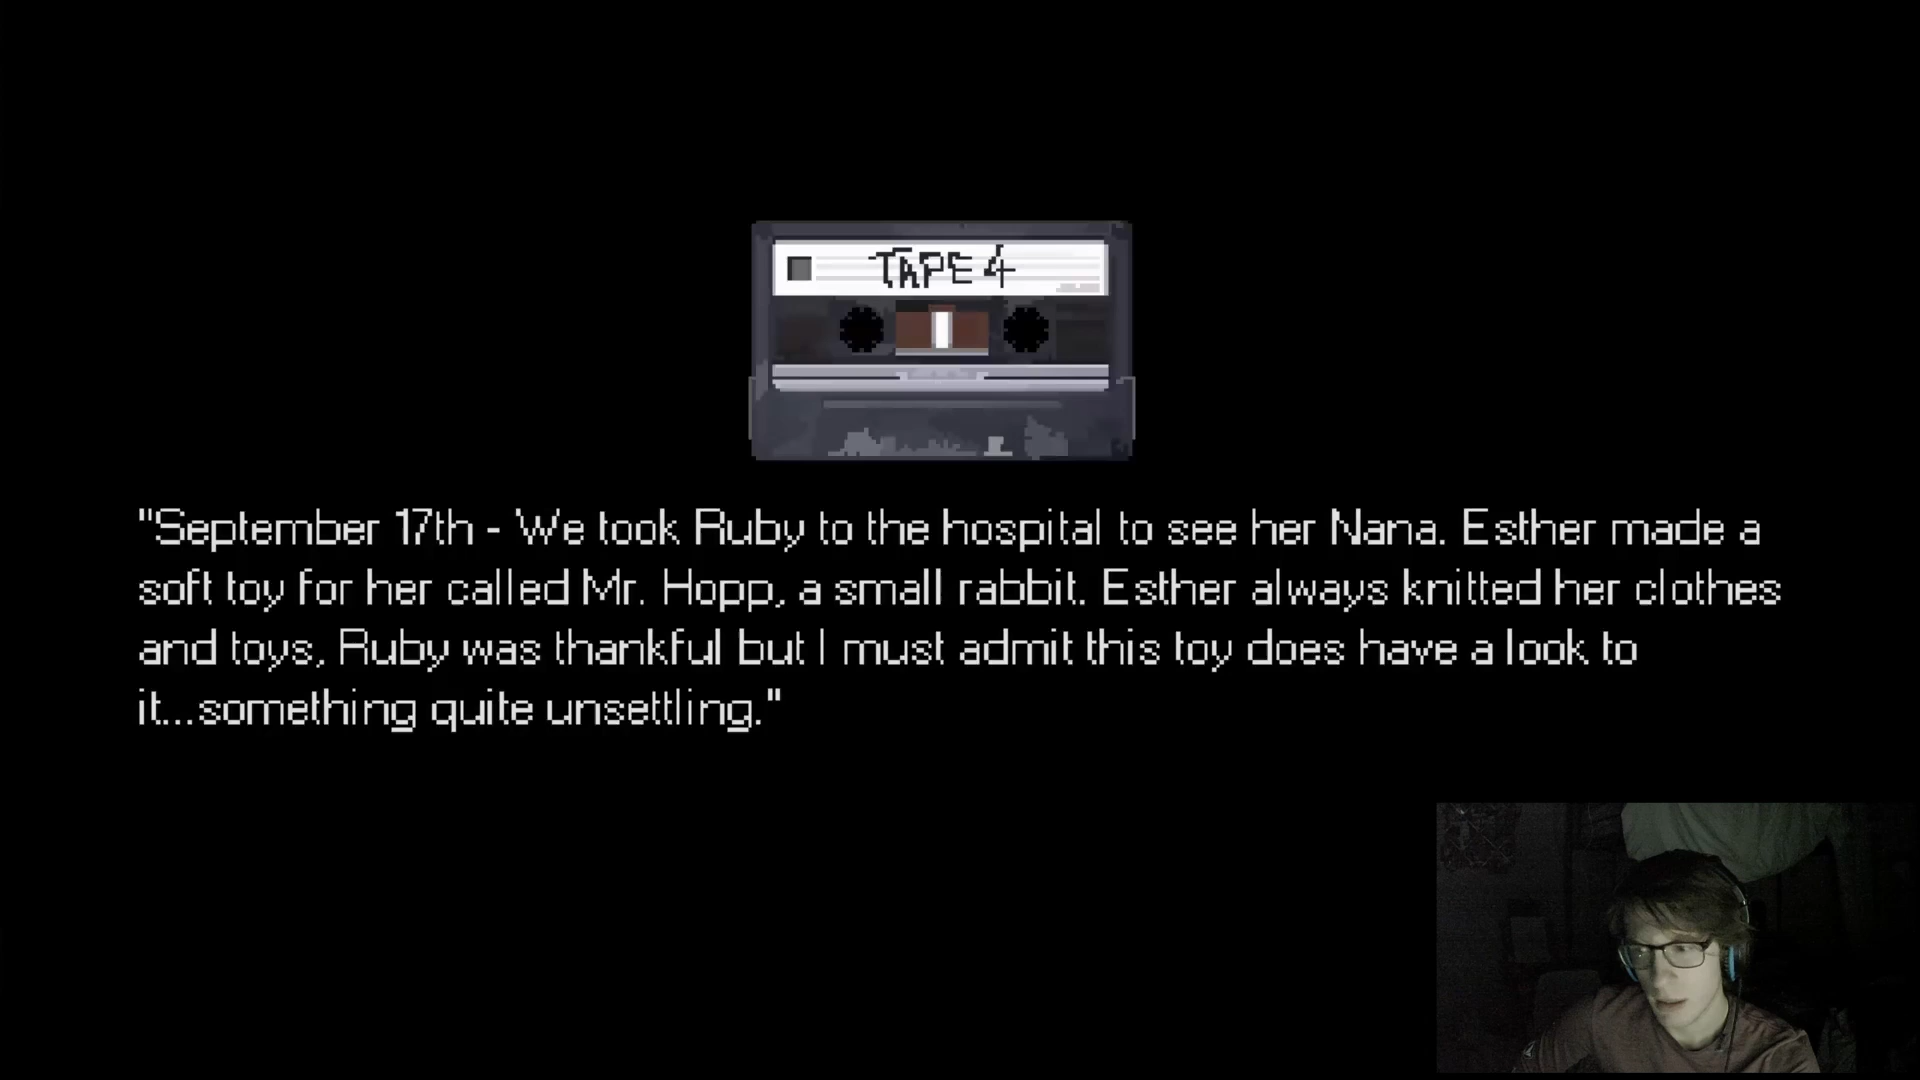 TAPE 4
"September 17th - We took Ruby to the hospital to see her Nana. Esther made a
soft toy for her called Mr. Hopp, a small rabbit. Esther always knitted her clothes
and toys, Ruby was thankful but I must admit this toy does have a look to
it...something quite unsettling."